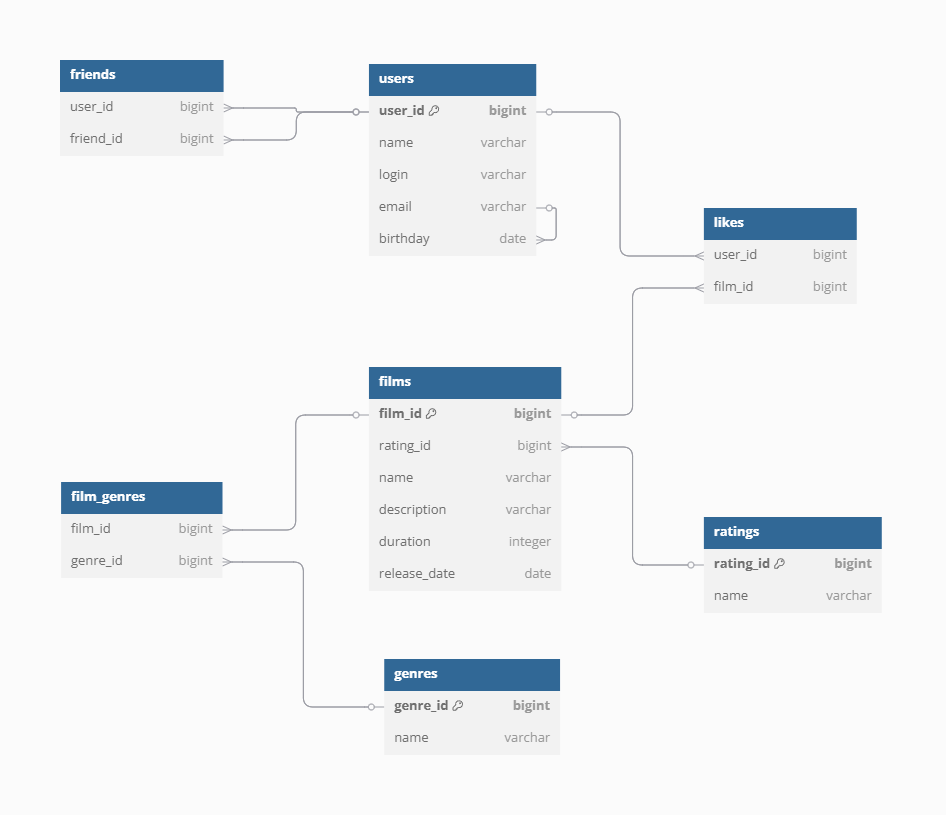 friends
user_id bigint
friend_id bigint
users
user_id bigint
name varchar
login varchar
email varchar
birthday date
likes
user_id bigint
film_id bigint
films
film_id bigint
rating_id bigint
name varchar
description varchar
duration integer
release_date date
film_genres
film_id bigint
genre_id bigint
ratings
rating_id bigint
name varchar
genres
genre_id bigint
name varchar